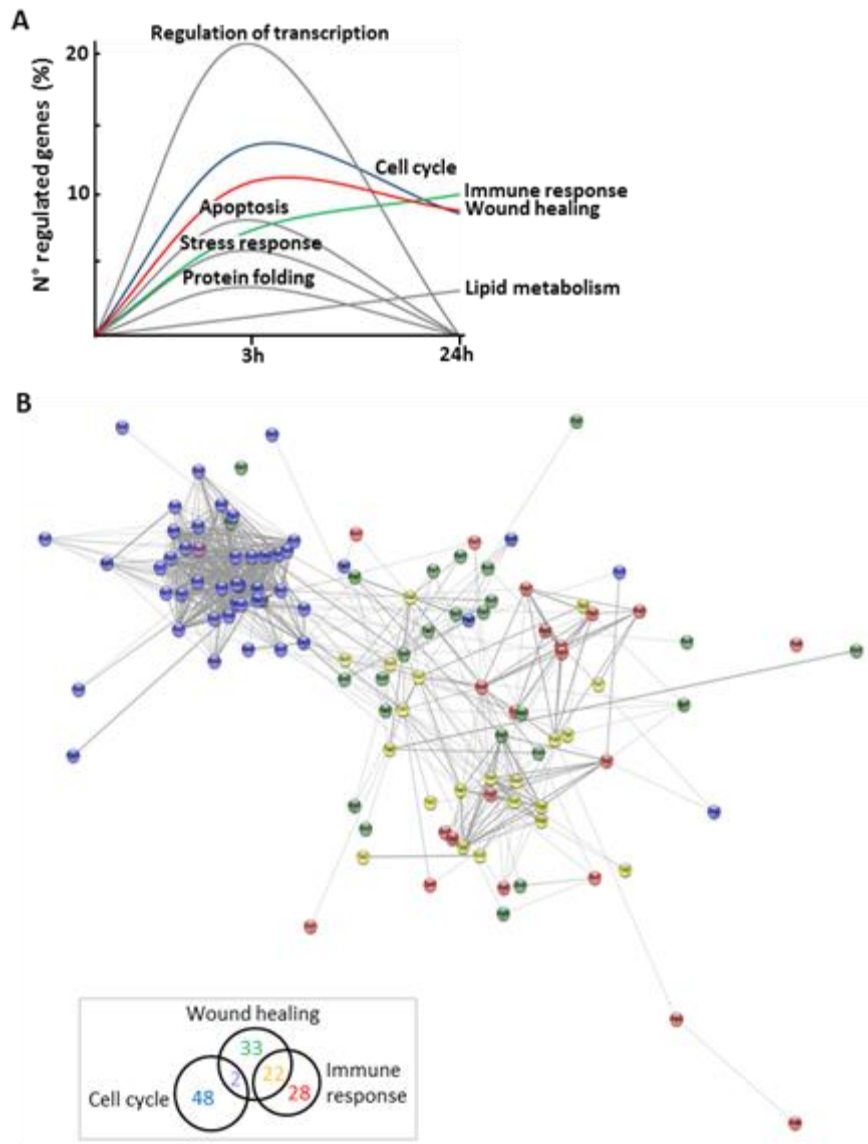 A
Regulation of transcription
20
N° regulated genes (%)
Cell cycle
Immune response
10
Wound healing
Apoptosis
Stress response
Protein folding
Lipid metabolism
3h
24h
B
Wound healing
33
2
22
Immune
response
Cell cycle
48
28